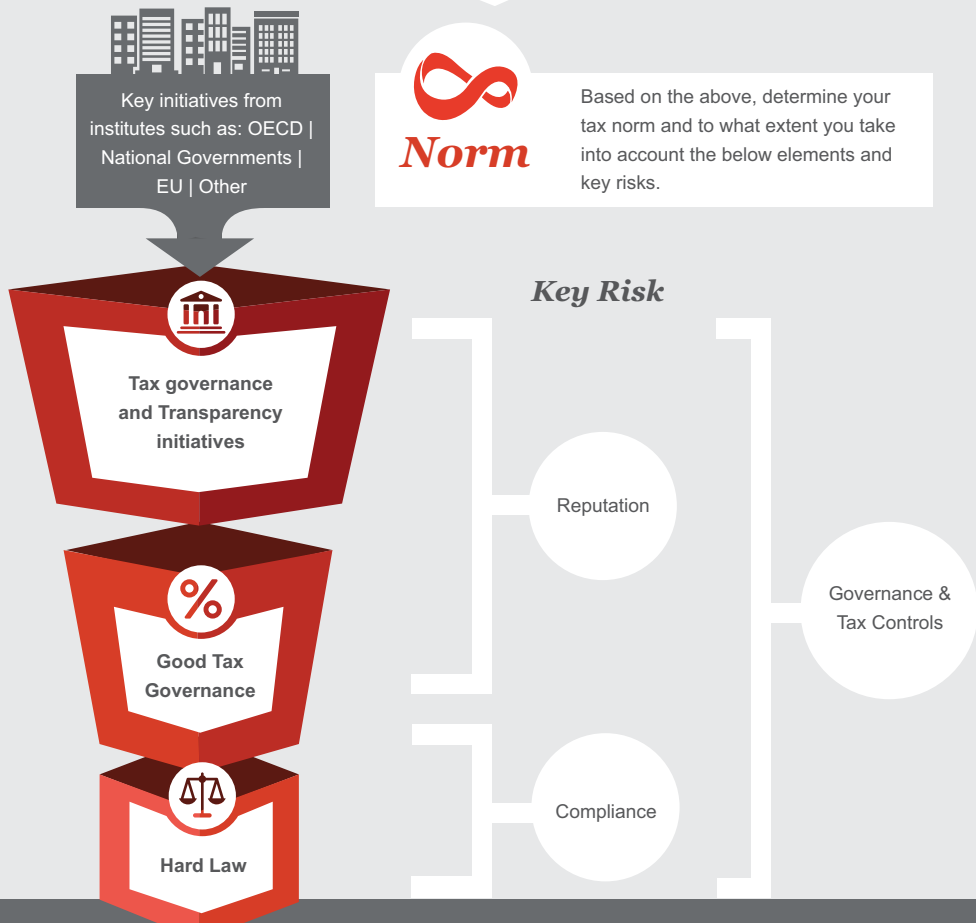 Key initiatives from
institutes such as: OECD |
National Governments |
EU | Other
Norm
Based on the above, determine your
tax norm and to what extent you take
into account the below elements and
key risks.
Key Risk
Tax governance
and Transparency
initiatives
Reputation
Governance &
Tax Controls
Good Tax
Governance
Compliance
Hard Law